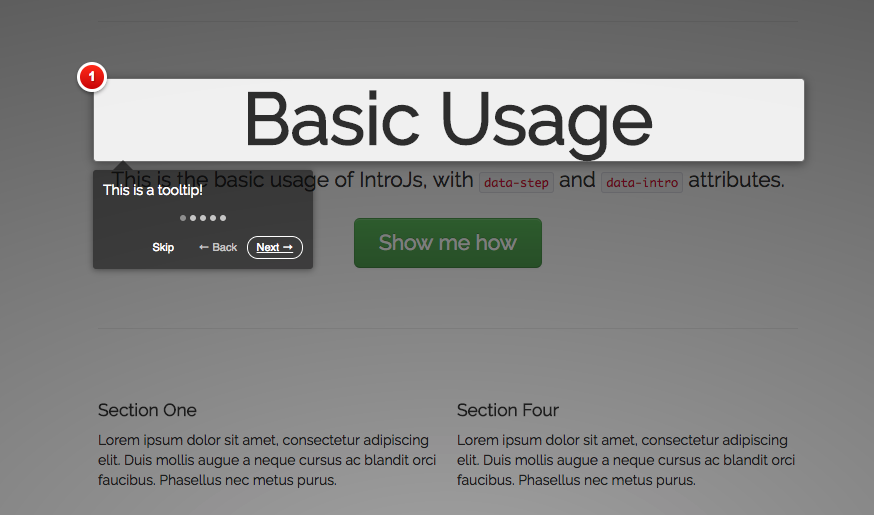 1
Basic Usage
This is the basic usage of IntroJs, with data-step and data-intro attributes.
This is a tooltip!
Skip ← Back Next →
Show me how
Section One
Lorem ipsum dolor sit amet, consectetur adipiscing
elit. Duis mollis augue a neque cursus ac blandit orci
faucibus. Phasellus nec metus purus.
Section Four
Lorem ipsum dolor sit amet, consectetur adipiscing
elit. Duis mollis augue a neque cursus ac blandit orci
faucibus. Phasellus nec metus purus.